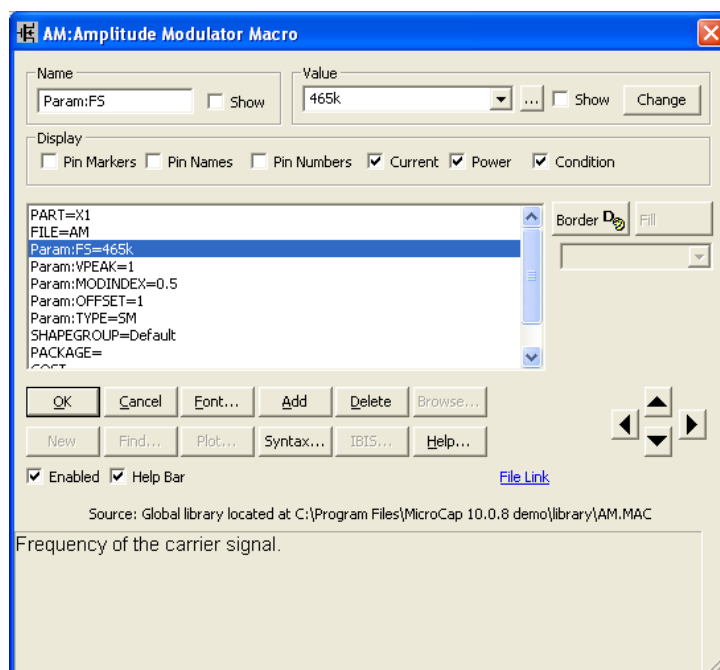 AM:Amplitude Modulator Macro
Name
Value
Param:FS
Show
465k
...
Show
Change
Display
Pin Markers
Pin Names
Pin Numbers
Current
Power
Condition
PART=X1
FILE=AM
Param:FS=465k
Param:VPEAK=1
Param:MODINDEX=0.5
Param:OFFSET=1
Param:TYPE=SM
SHAPEGROUP=Default
PACKAGE=
Border D
Fill
OK
Cancel
Font...
Add
Delete
Browse...
New
Find...
Plot...
Syntax...
IBIS...
Help...
Enabled
Help Bar
File Link
Source: Global library located at C:\Program Files\MicroCap 10.0.8 demo\library\AM.MAC
Frequency of the carrier signal.